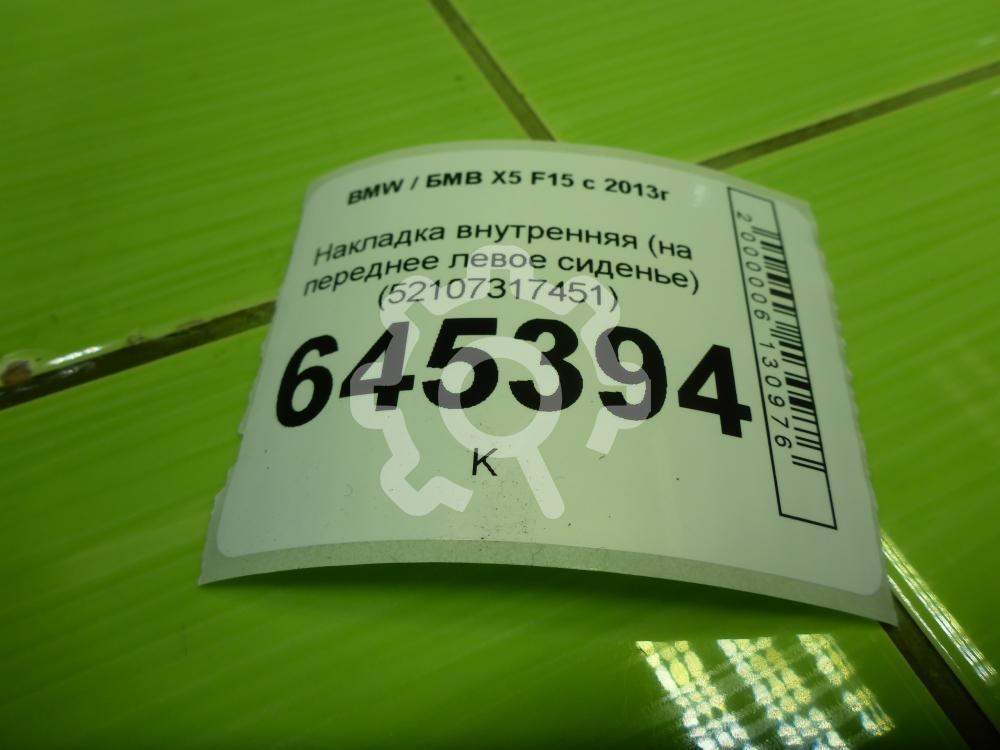 BMW / БМВ X5 F15 с 2013г
Накладка внутренняя (на
переднее левое сиденье)
(52107317451)
645394
K
2000006130976